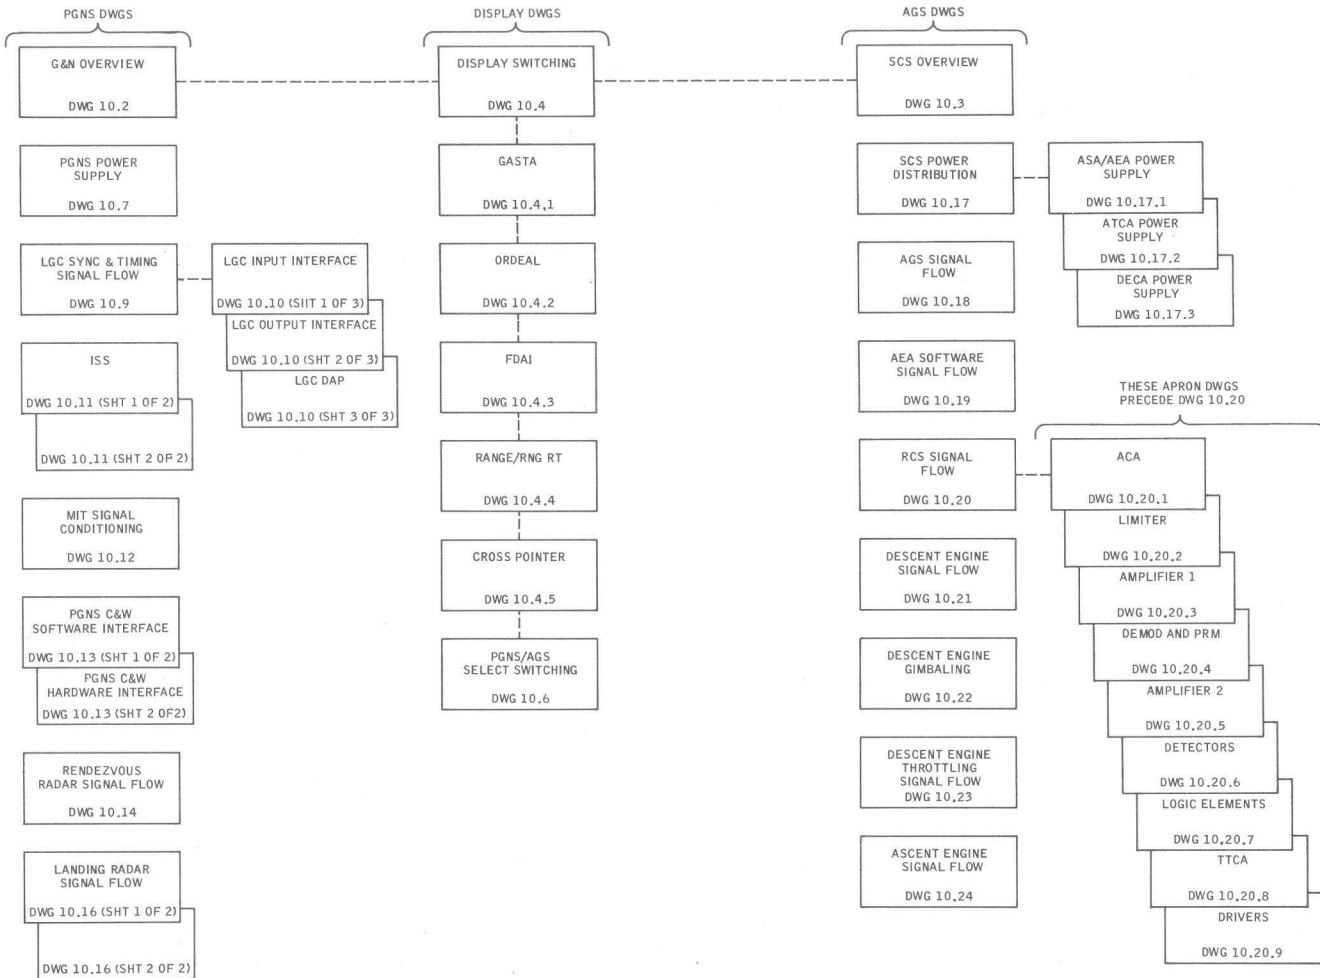 PGNS DWGS
G&N OVERVIEW
DWG 10.2
PGNS POWER
SUPPLY
DWG 10.7
LGC SYNC & TIMING
SIGNAL FLOW
DWG 10.9
LGC INPUT INTERFACE
DWG 10.10 (SHT 1 OF 3)
LGC OUTPUT INTERFACE
DWG 10.10 (SHT 2 OF 3)
LGC DAP
DWG 10.10 (SHT 3 OF 3)
ISS
DWG 10.11 (SHT 1 OF 2)
DWG 10.11 (SHT 2 OF 2)
MIT SIGNAL
CONDITIONING
DWG 10.12
PGNS C&W
SOFTWARE INTERFACE
DWG 10.13 (SHT 1 OF 2)
PGNS C&W
HARDWARE INTERFACE
DWG 10.13 (SHT 2 OF2)
RENDEZVOUS
RADAR SIGNAL FLOW
DWG 10.14
LANDING RADAR
SIGNAL FLOW
DWG 10.16 (SHT 1 OF 2)
DWG 10.16 (SHT 2 OF 2)
DISPLAY DWGS
DISPLAY SWITCHING
DWG 10.4
GASTA
DWG 10.4.1
ORDEAL
DWG 10.4.2
FDAI
DWG 10.4.3
RANGE/RNG RT
DWG 10.4.4
CROSS POINTER
DWG 10.4.5
PGNS/AGS
SELECT SWITCHING
DWG 10.6
AGS DWGS
SCS OVERVIEW
DWG 10.3
SCS POWER
DISTRIBUTION
DWG 10.17
ASA/AEA POWER
SUPPLY
DWG 10.17.1
ATCA POWER
SUPPLY
DWG 10.17.2
DECA POWER
SUPPLY
DWG 10.17.3
AGS SIGNAL
FLOW
DWG 10.18
AEA SOFTWARE
SIGNAL FLOW
DWG 10.19
RCS SIGNAL
FLOW
DWG 10.20
THESE APRON DWGS
PRECEDE DWG 10.20
ACA
DWG 10.20.1
LIMITER
DWG 10.20.2
AMPLIFIER 1
DWG 10.20.3
DEMOD AND PRM
DWG 10.20.4
AMPLIFIER 2
DWG 10.20.5
DETECTORS
DWG 10.20.6
LOGIC ELEMENTS
DWG 10.20.7
TTCA
DWG 10.20.8
DRIVERS
DWG 10.20.9
DESCENT ENGINE
SIGNAL FLOW
DWG 10.21
DESCENT ENGINE
GIMBALING
DWG 10.22
DESCENT ENGINE
THROTTLING
SIGNAL FLOW
DWG 10.23
ASCENT ENGINE
SIGNAL FLOW
DWG 10.24